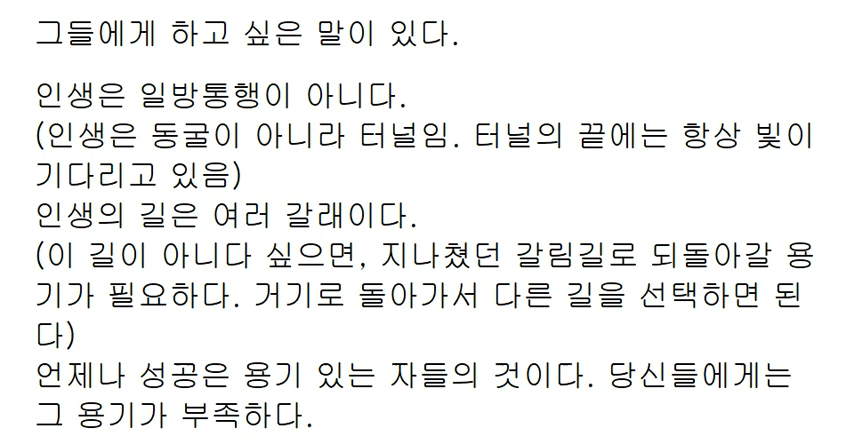 그들에게 하고 싶은 말이 있다.
인생은 일방통행이 아니다.
(인생은 동굴이 아니라 터널임. 터널의 끝에는 항상 빛이
기다리고 있음)
인생의 길은 여러 갈래이다.
(이 길이 아니다 싶으면, 지나쳤던 갈림길로 되돌아갈 용
기가 필요하다. 거기로 돌아가서 다른 길을 선택하면 된
다)
언제나 성공은 용기 있는 자들의 것이다. 당신들에게는
그 용기가 부족하다.